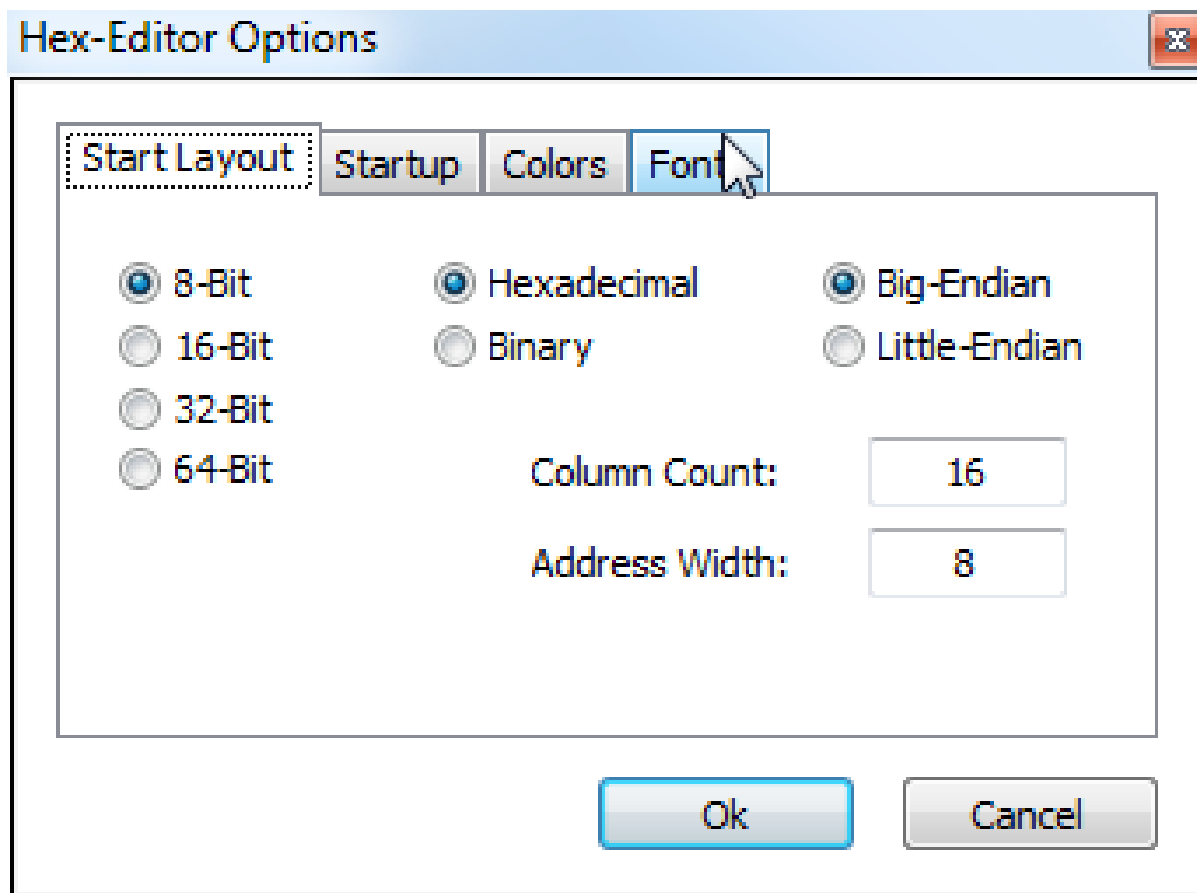 Hex-Editor Options
Start Layout Startup Colors Font
8-Bit Hexadecimal Big-Endian
16-Bit Binary Little-Endian
32-Bit
64-Bit
Column Count: 16
Address Width: 8
Ok Cancel